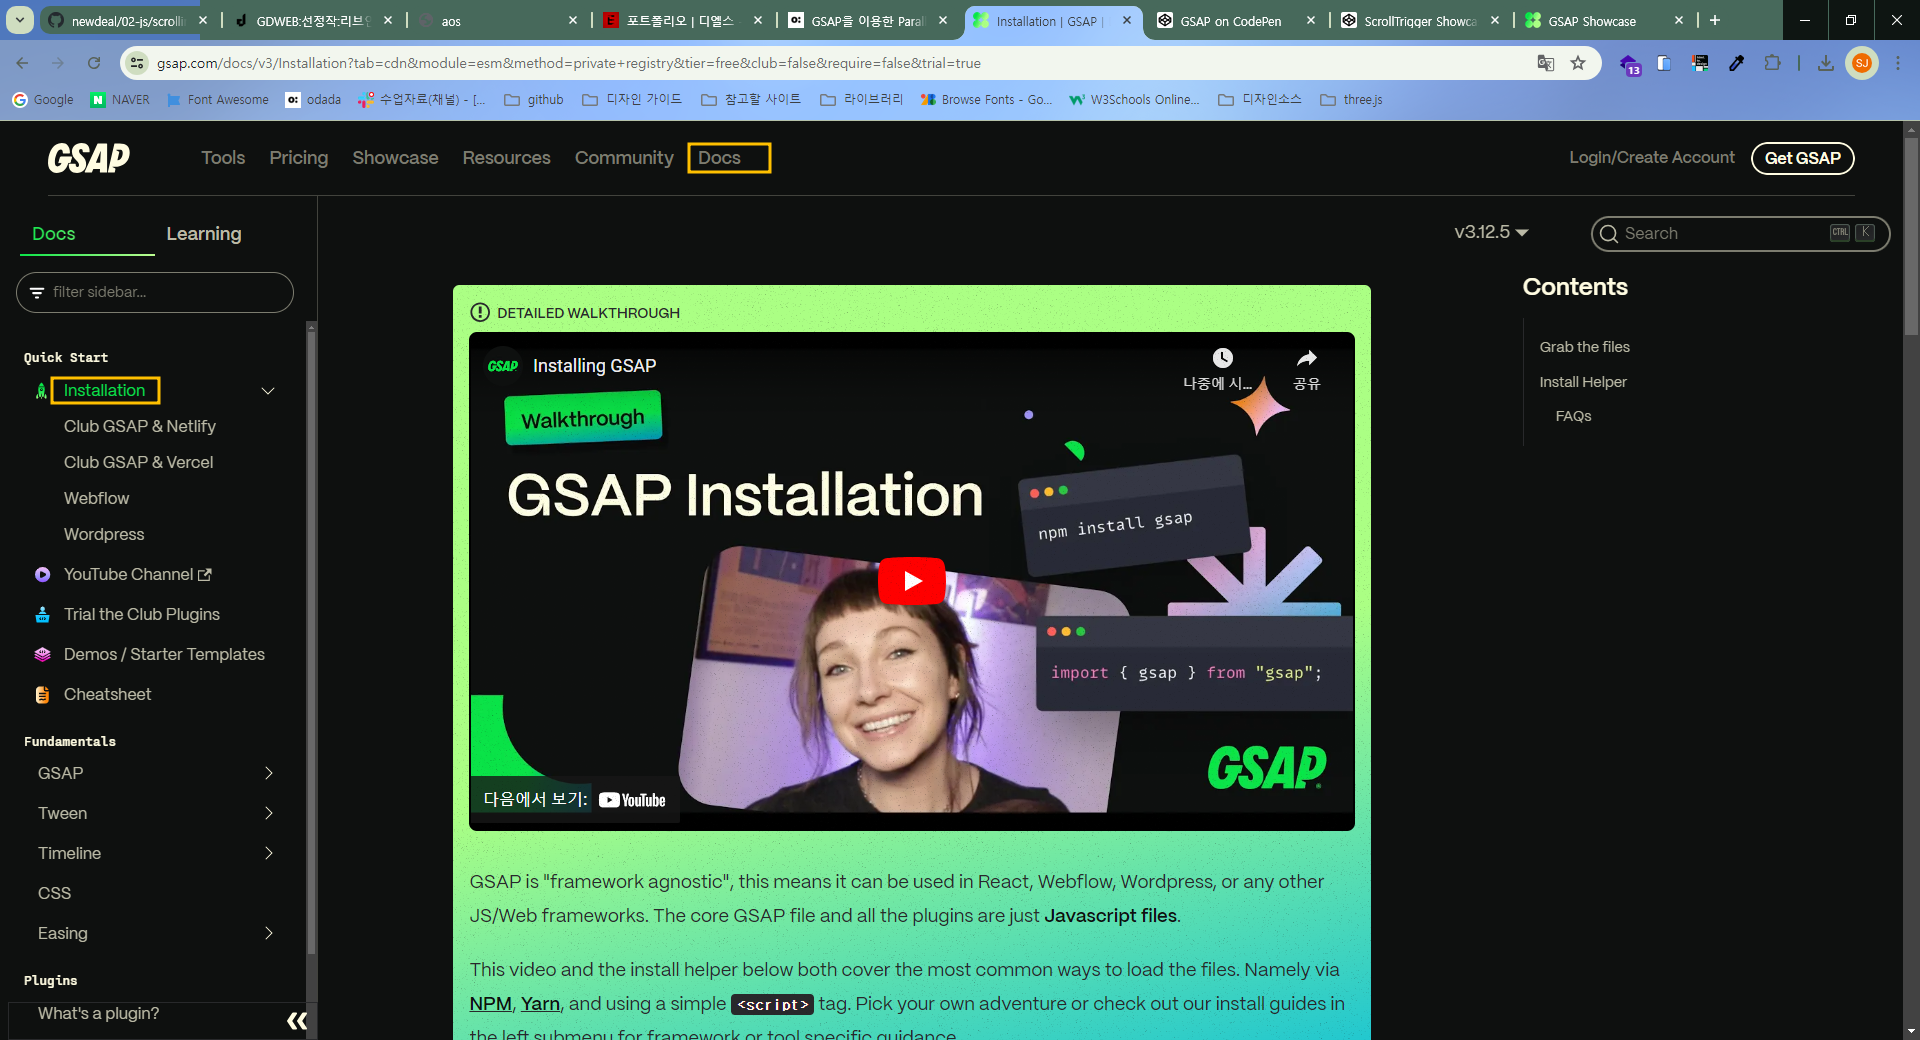 newdeal/02-js/scrollin
GDWEB:선정작:리브인
aos
포트폴리오 | 디엘스
GSAP을 이용한 Paral
Installation | GSAP |
GSAP on CodePen
ScrollTrigger Showca
GSAP Showcase
gsap.com/docs/v3/Installation?tab=cdn&module=esm&method=private+registry&tier=free&club=false&require=false&trial=true
13
SJ
Google
NAVER
Font Awesome
odada
수업자료(채널) - [...
github
디자인 가이드
참고할 사이트
라이브러리
Browse Fonts - Go...
W3Schools Online...
디자인소스
three.js
GSAP
Tools
Pricing
Showcase
Resources
Community
Docs
Login/Create Account
Get GSAP
Docs
Learning
filter sidebar...
v3.12.5
Search
CTRL K
Quick Start
Installation
Club GSAP & Netlify
Club GSAP & Vercel
Webflow
Wordpress
YouTube Channel
Trial the Club Plugins
Demos / Starter Templates
Cheatsheet
Fundamentals
GSAP
Tween
Timeline
CSS
Easing
Plugins
What's a plugin?
DETAILED WALKTHROUGH
GSAP
Installing GSAP
나중에 시...
공유
Walkthrough
GSAP Installation
npm install gsap
import { gsap } from "gsap";
GSAP
다음에서 보기: YouTube
GSAP is "framework agnostic", this means it can be used in React, Webflow, Wordpress, or any other
JS/Web frameworks. The core GSAP file and all the plugins are just Javascript files.
This video and the install helper below both cover the most common ways to load the files. Namely via
NPM, Yarn, and using a simple <script> tag. Pick your own adventure or check out our install guides in
the left submenu for framework or tool specific guidance.
Contents
Grab the files
Install Helper
FAQs